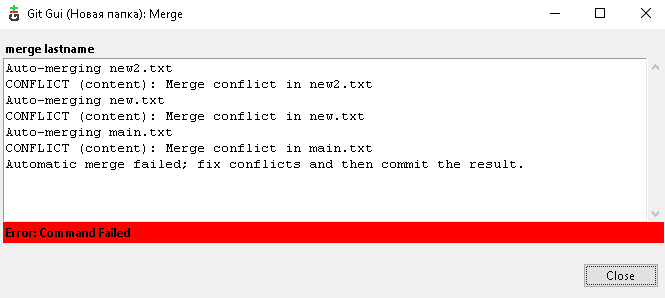 Git Gui (Новая папка): Merge
merge lastname
Auto-merging new2.txt
CONFLICT (content): Merge conflict in new2.txt
Auto-merging new.txt
CONFLICT (content): Merge conflict in new.txt
Auto-merging main.txt
CONFLICT (content): Merge conflict in main.txt
Automatic merge failed; fix conflicts and then commit the result.
Error: Command Failed
Close